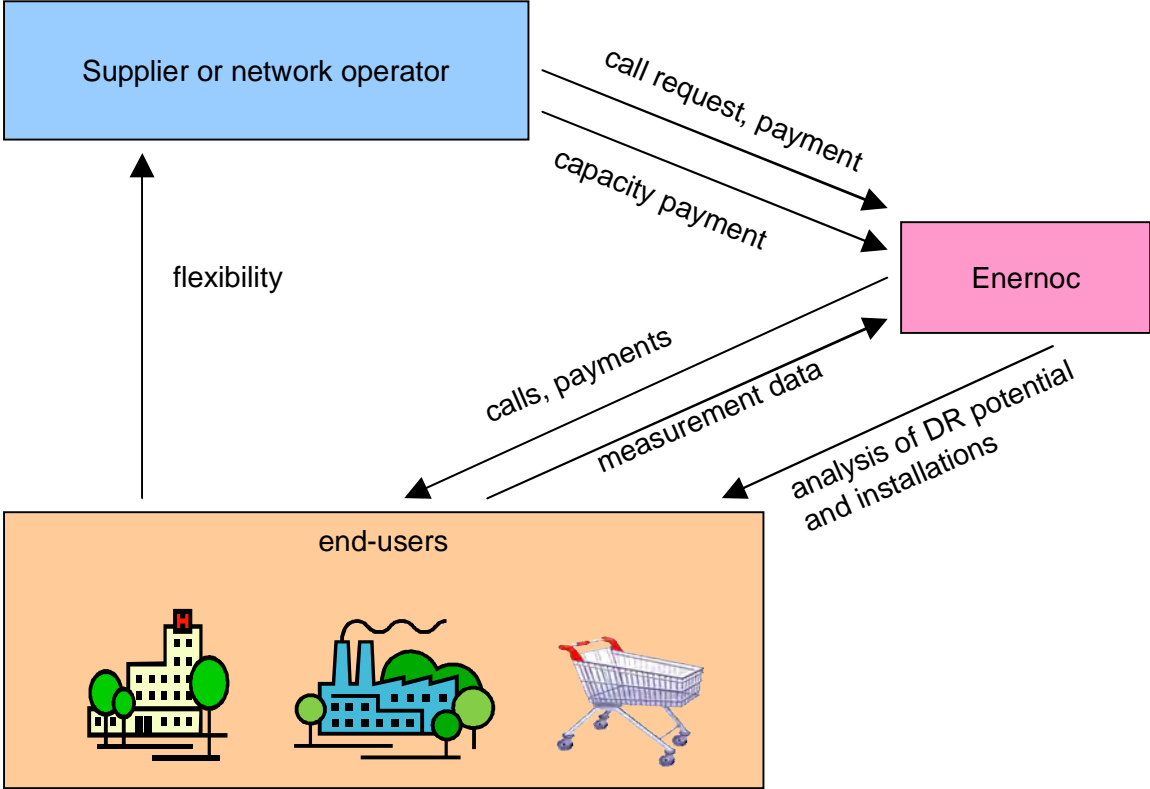 Supplier or network operator
call request, payment
capacity payment
Enernoc
flexibility
calls, payments
measurement data
analysis of DR potential
and installations
end-users
H